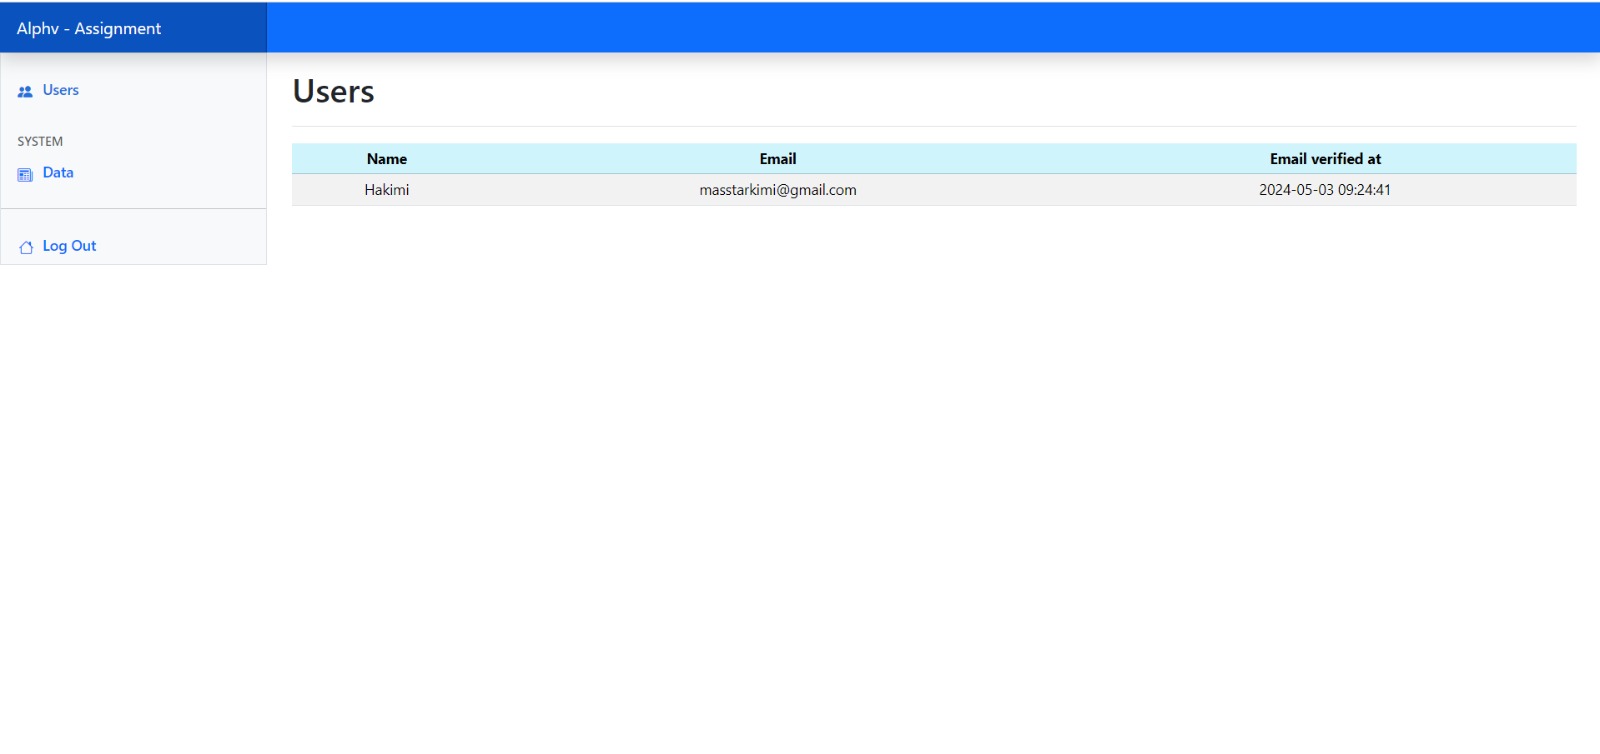 Alphv - Assignment
Users
SYSTEM
Data
Log Out
Users
Name Email Email verified at
Hakimi masstarkimi@gmail.com 2024-05-03 09:24:41